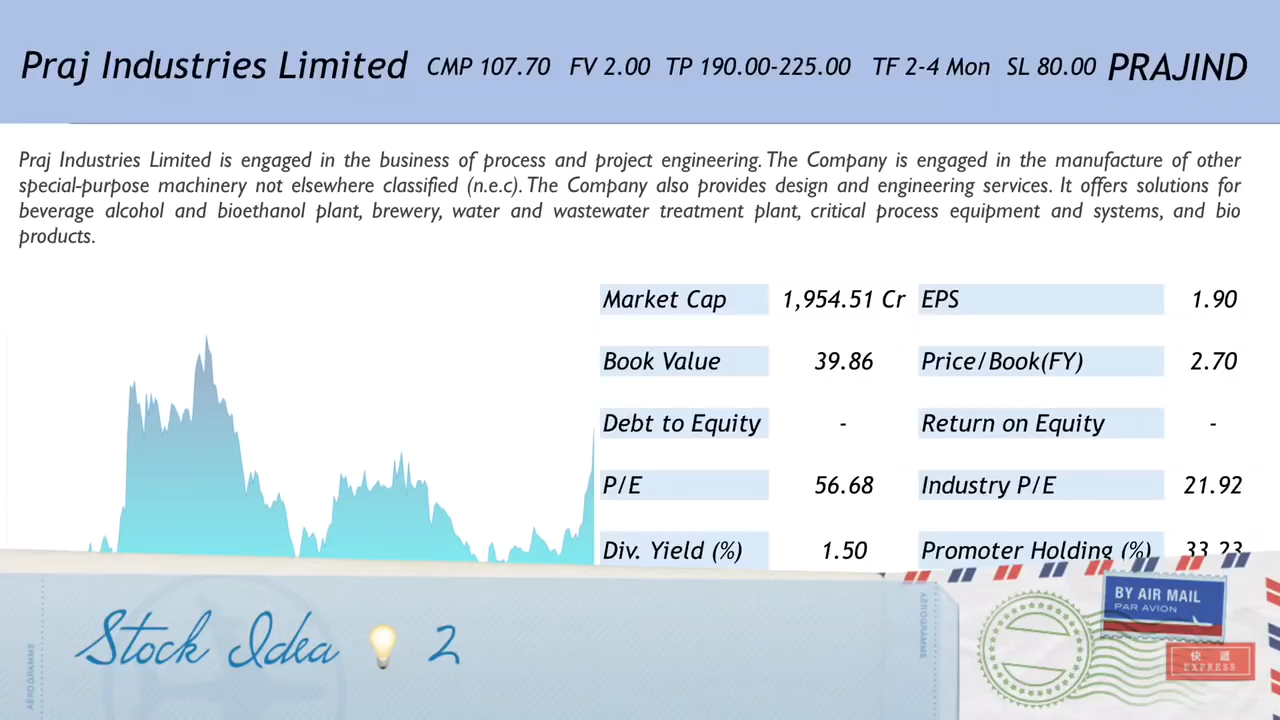 Praj Industries Limited CMP 107.70 FV 2.00 TP 190.00-225.00 TF 2-4 Mon SL 80.00 PRAJIND
Praj Industries Limited is engaged in the business of process and project engineering. The Company is engaged in the manufacture of other
special-purpose machinery not elsewhere classified (n.e.c). The Company also provides design and engineering services. It offers solutions for
beverage alcohol and bioethanol plant, brewery, water and wastewater treatment plant, critical process equipment and systems, and bio
products.
Market Cap 1,954.51 Cr EPS 1.90
Book Value 39.86 Price/Book(FY) 2.70
Debt to Equity - Return on Equity -
P/E 56.68 Industry P/E 21.92
Div. Yield (%) 1.50 Promoter Holding (%) 33.23
Stock Idea 💡 2
AEROGRAMME
AEROGRAMME
BY AIR MAIL
PAR AVION
快 遞
EXPRESS